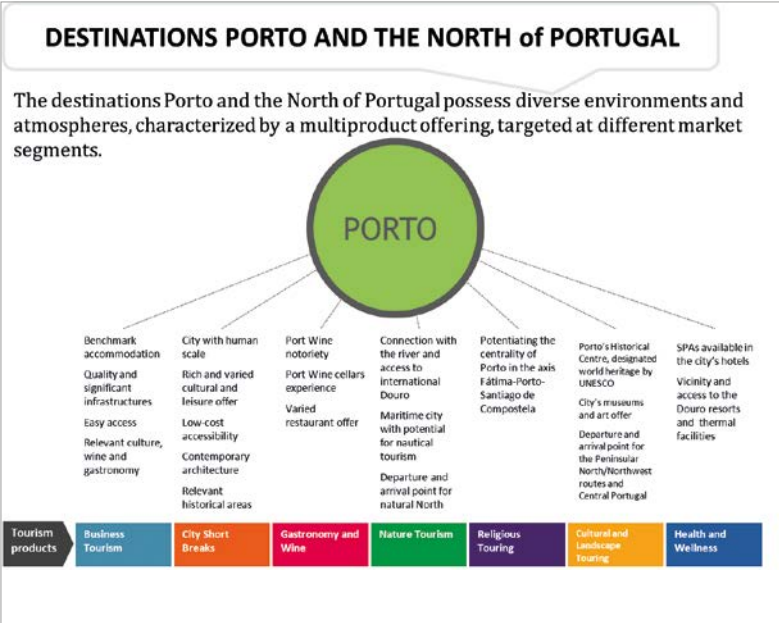 DESTINATIONS PORTO AND THE NORTH of PORTUGAL
The destinations Porto and the North of Portugal possess diverse environments and
atmospheres, characterized by a multiproduct offering, targeted at different market
segments.
PORTO
Benchmark
accommodation
Quality and
significant
infrastructures
Easy access
Relevant culture,
wine and
gastronomy
City with human
scale
Rich and varied
cultural and
leisure offer
Low-cost
accessibility
Contemporary
architecture
Relevant
historical areas
Port Wine
notoriety
Port Wine cellars
experience
Varied
restaurant offer
Connection with
the river and
access to
international
Douro
Maritime city
with potential
for nautical
tourism
Departure and
arrival point for
natural North
Potentiating the
centrality of
Porto in the axis
Fátima-Porto-
Santiago de
Compostela
Porto's Historical
Centre, designated
world heritage by
UNESCO
City's museums
and art offer
Departure and
arrival point for
the Peninsular
North/Northwest
routes and
Central Portugal
SPAs available in
the city's hotels
Vicinity and
access to the
Douro resorts
and thermal
facilities
Tourism
products
Business
Tourism
City Short
Breaks
Gastronomy and
Wine
Nature Tourism
Religious
Touring
Cultural and
Landscape
Touring
Health and
Wellness